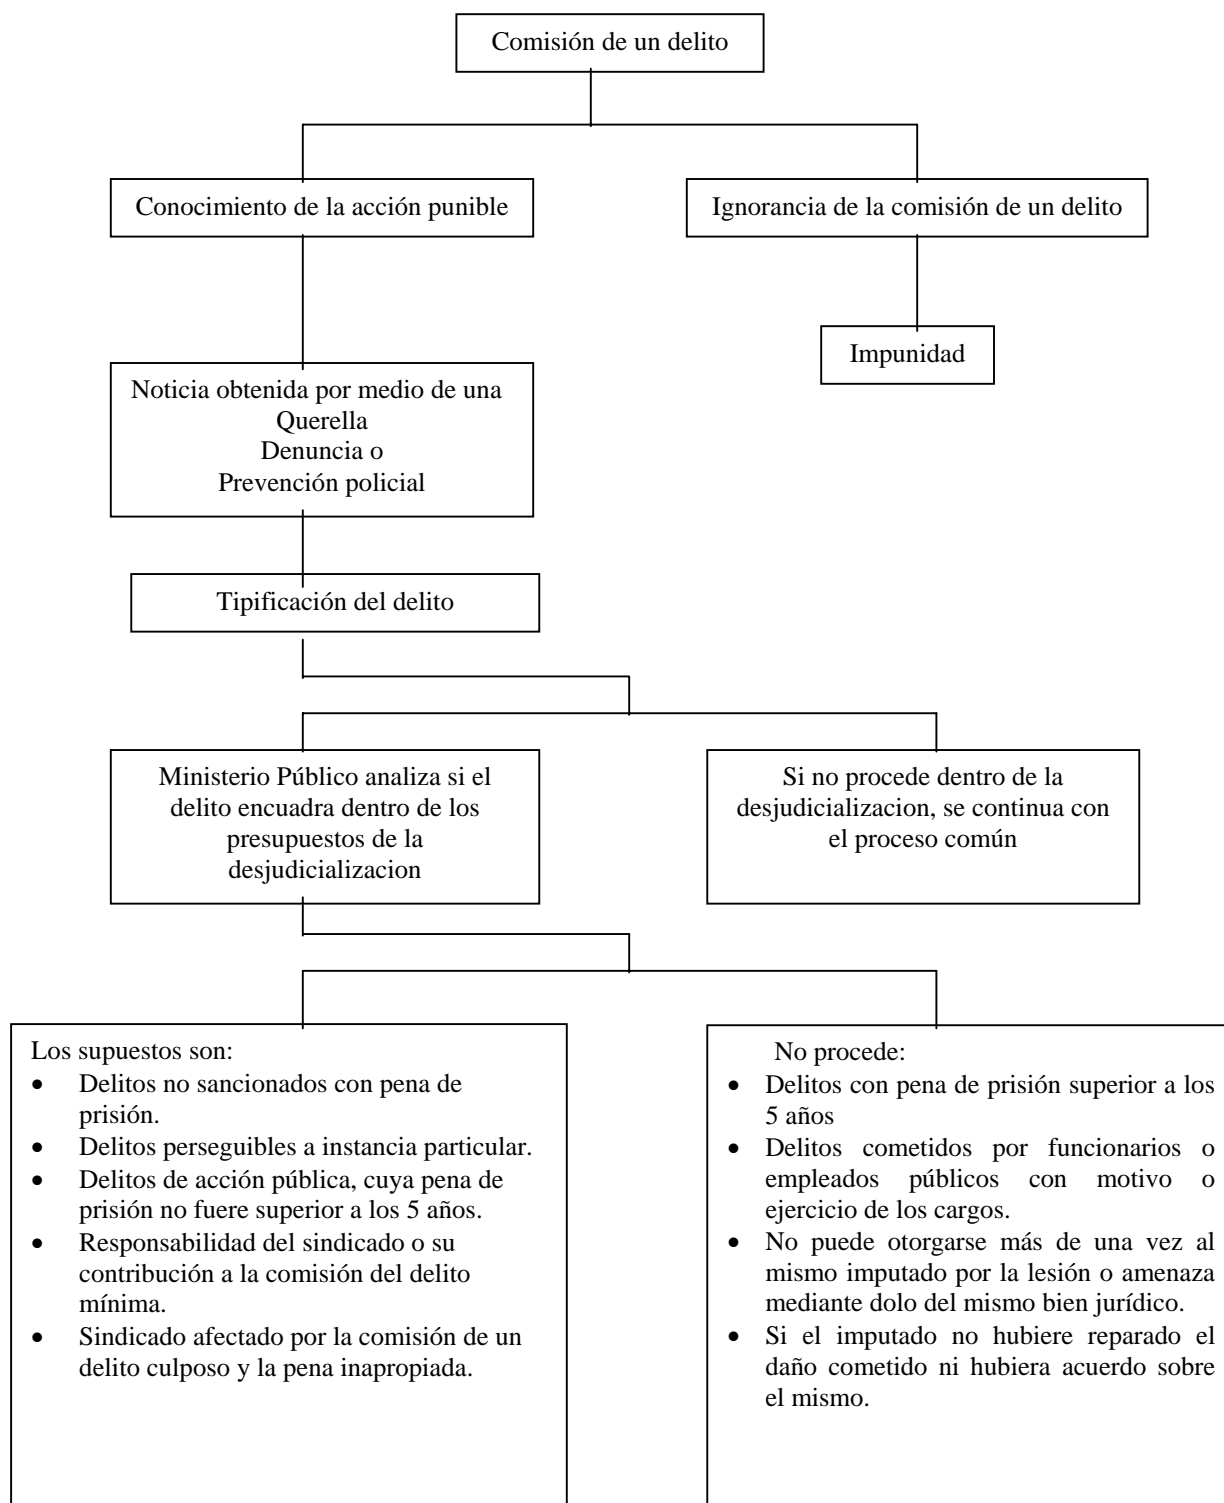 Comisión de un delito
Conocimiento de la acción punible
Ignorancia de la comisión de un delito
Impunidad
Noticia obtenida por medio de una
Querella
Denuncia o
Prevención policial
Tipificación del delito
Ministerio Público analiza si el
delito encuadra dentro de los
presupuestos de la
desjudicializacion
Si no procede dentro de la
desjudicializacion, se continua con
el proceso común
Los supuestos son:
• Delitos no sancionados con pena de
prisión.
• Delitos perseguibles a instancia particular.
• Delitos de acción pública, cuya pena de
prisión no fuere superior a los 5 años.
• Responsabilidad del sindicado o su
contribución a la comisión del delito
mínima.
• Sindicado afectado por la comisión de un
delito culposo y la pena inapropiada.
No procede:
• Delitos con pena de prisión superior a los
5 años
• Delitos cometidos por funcionarios o
empleados públicos con motivo o
ejercicio de los cargos.
• No puede otorgarse más de una vez al
mismo imputado por la lesión o amenaza
mediante dolo del mismo bien jurídico.
• Si el imputado no hubiere reparado el
daño cometido ni hubiera acuerdo sobre
el mismo.